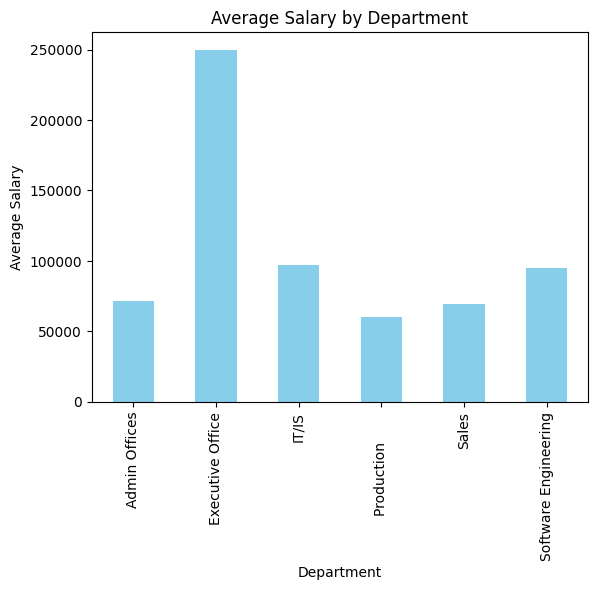 Average Salary by Department
Average Salary
250000
200000
150000
100000
50000
0
Admin Offices
Executive Office
IT/IS
Production
Sales
Software Engineering
Department